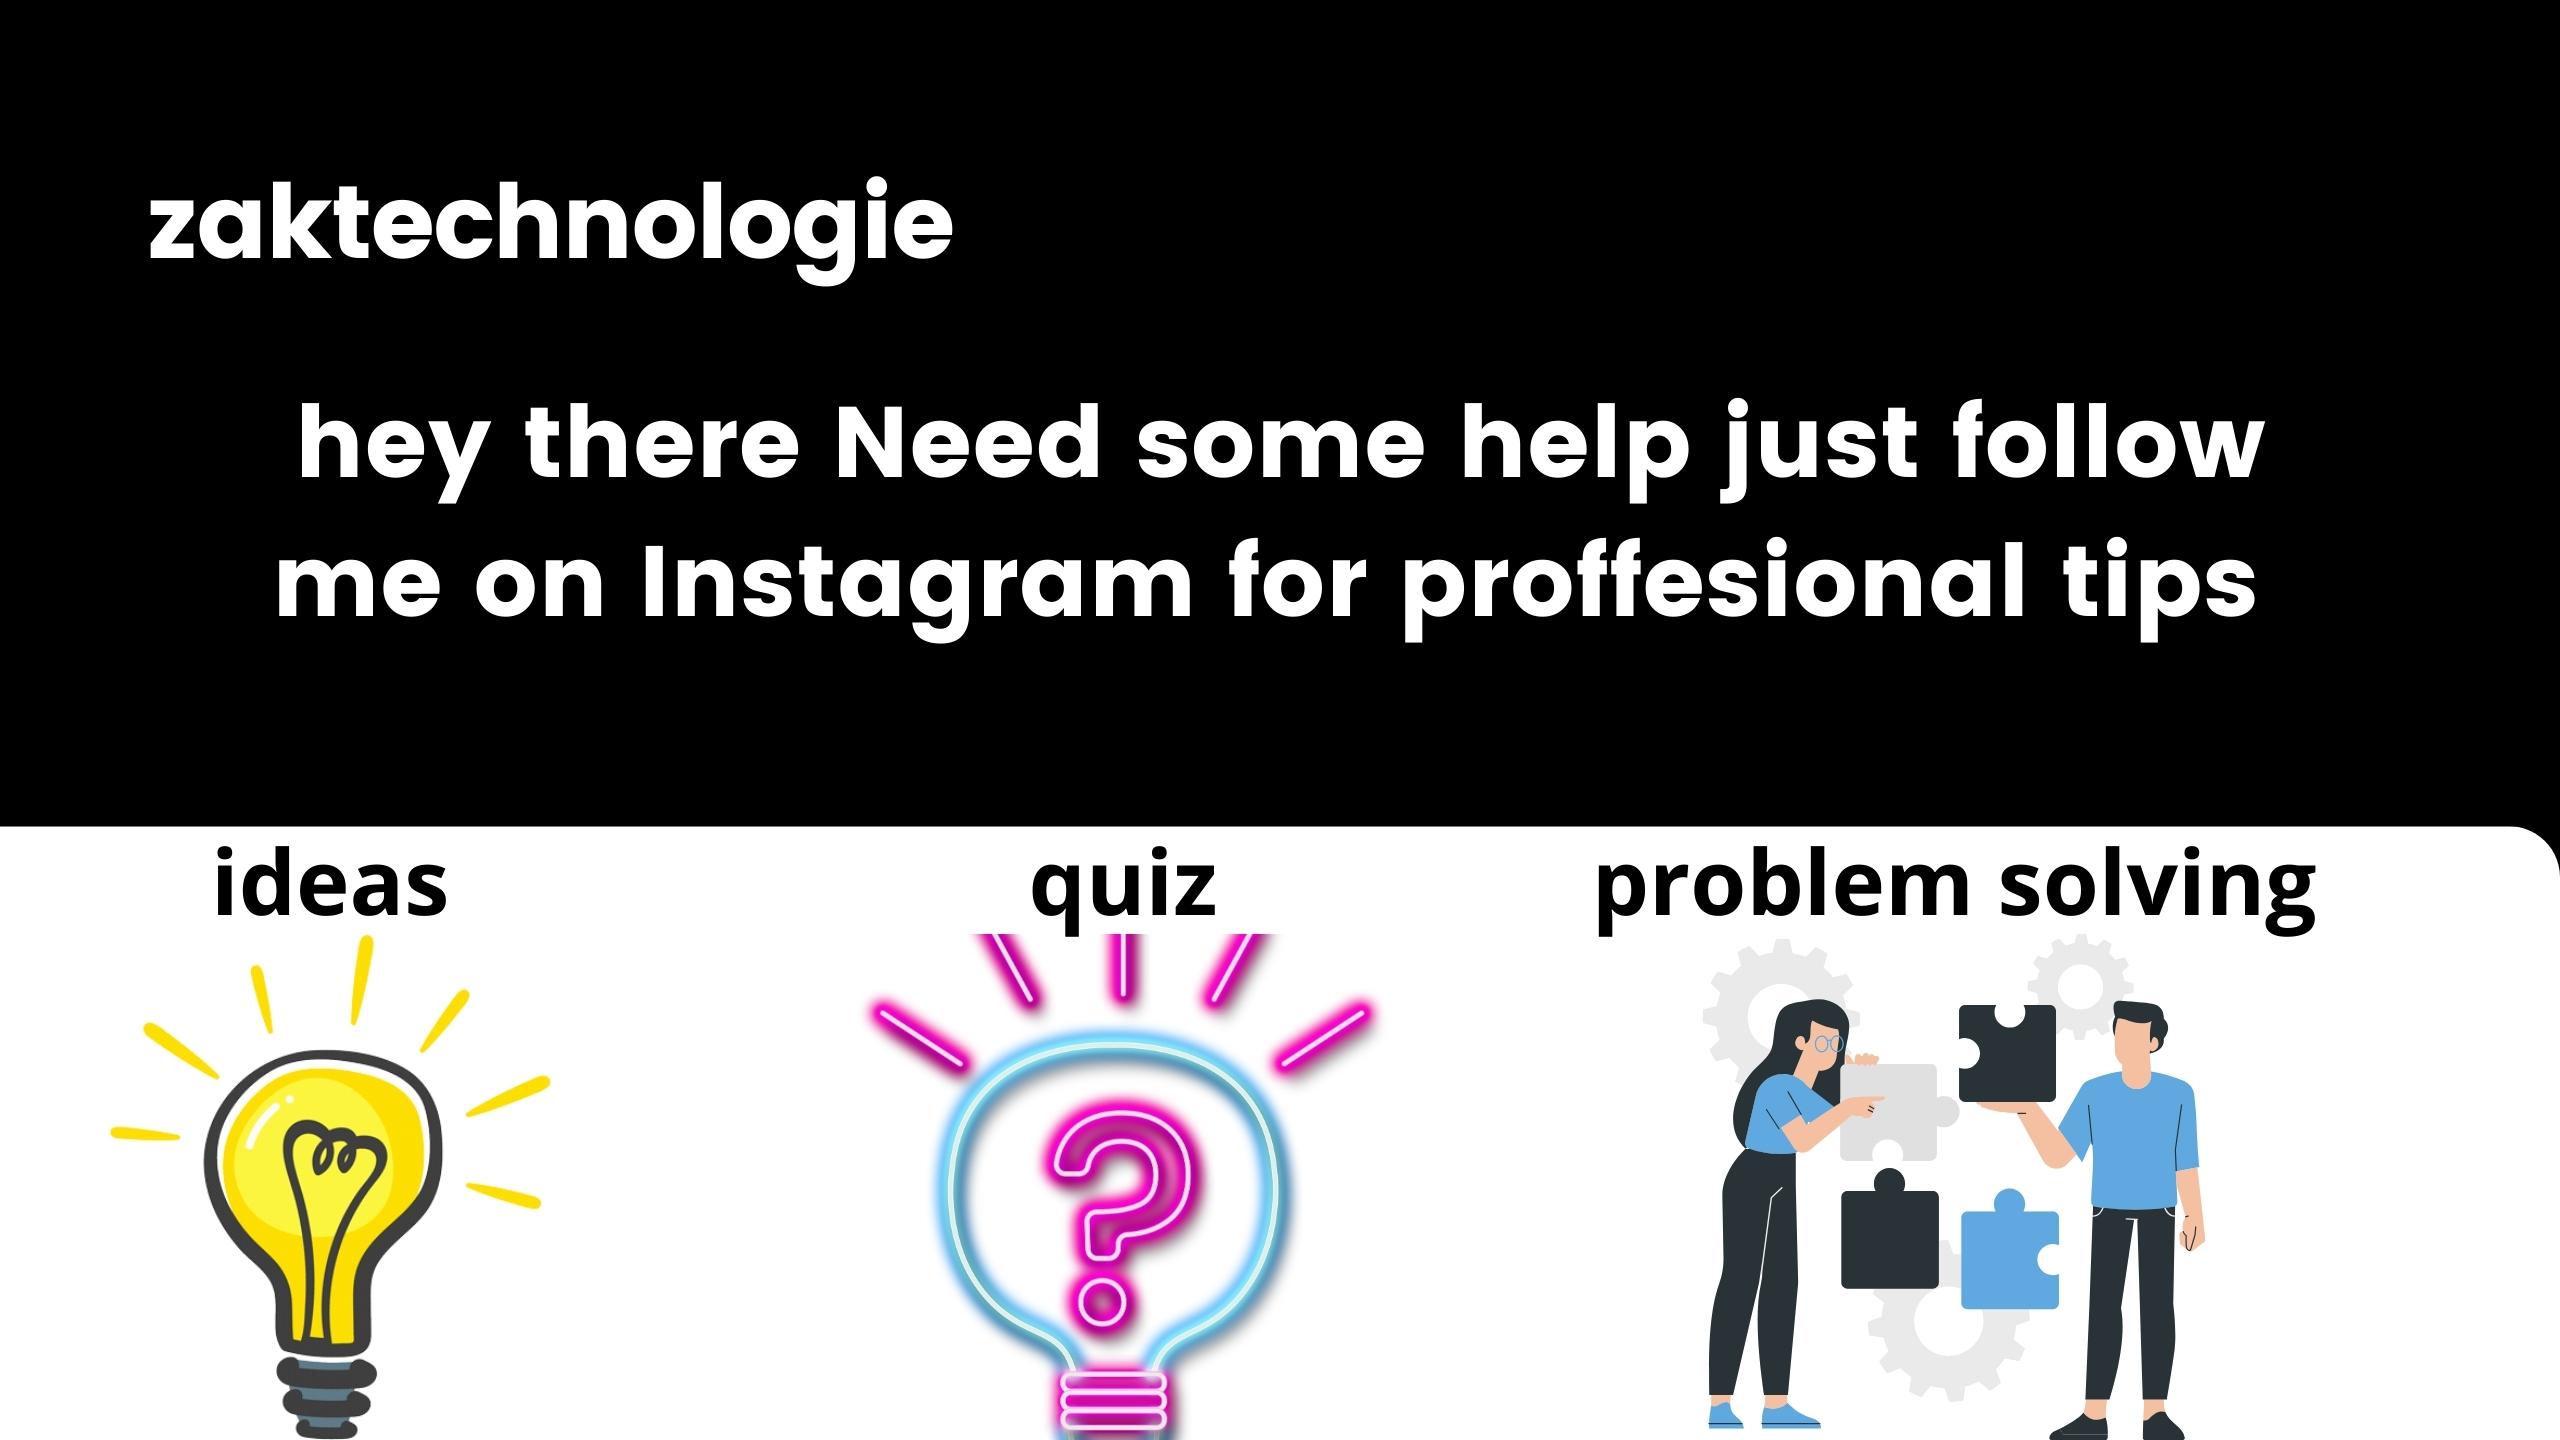 zaktechnologie
hey there Need some help just follow
me on Instagram for proffesional tips
ideas
quiz
problem solving